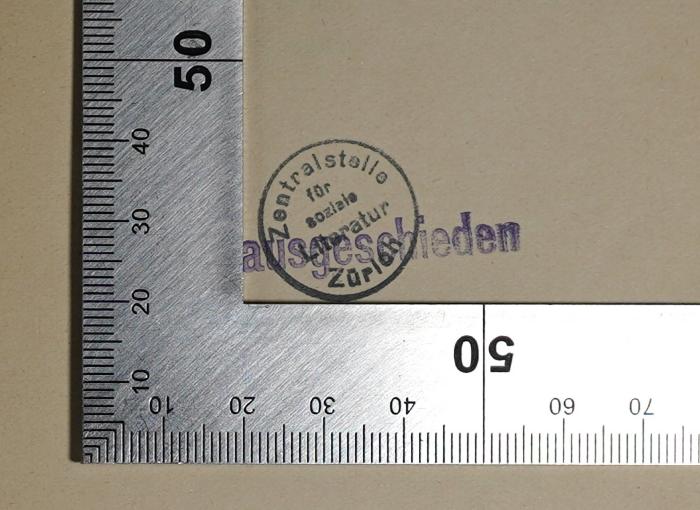 Zentralstelle
für
soziale
Literatur
Zürich
ausgeschieden
50
40
30
20
10
10 20 30 40 50 60 70